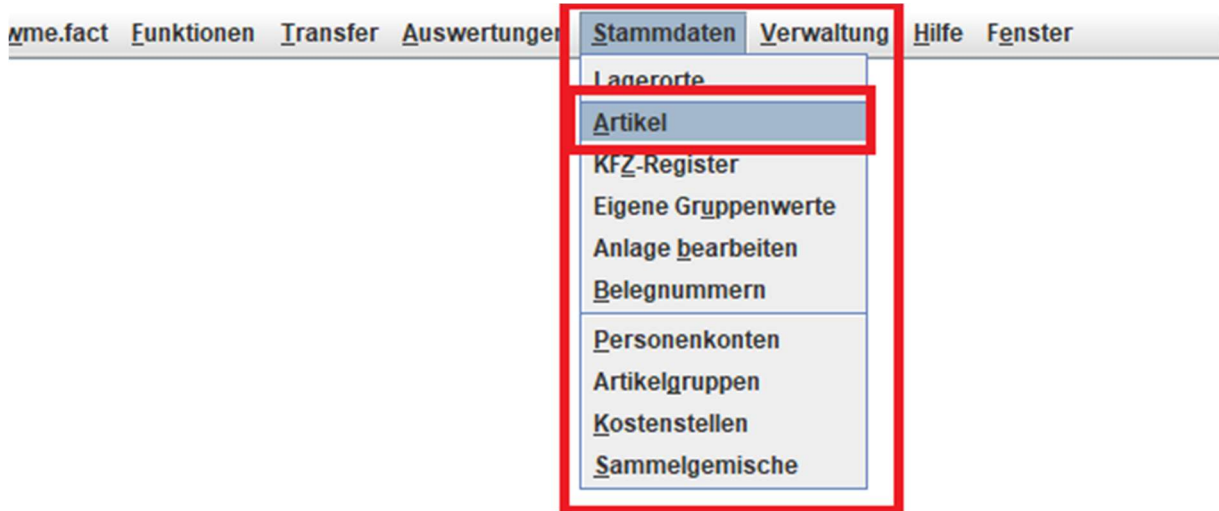 wme.fact Funktionen Transfer Auswertungen Stammdaten Verwaltung Hilfe Fenster
Lagerorte
Artikel
KFZ-Register
Eigene Gruppenwerte
Anlage bearbeiten
Belegnummern
Personenkonten
Artikelgruppen
Kostenstellen
Sammelgemische